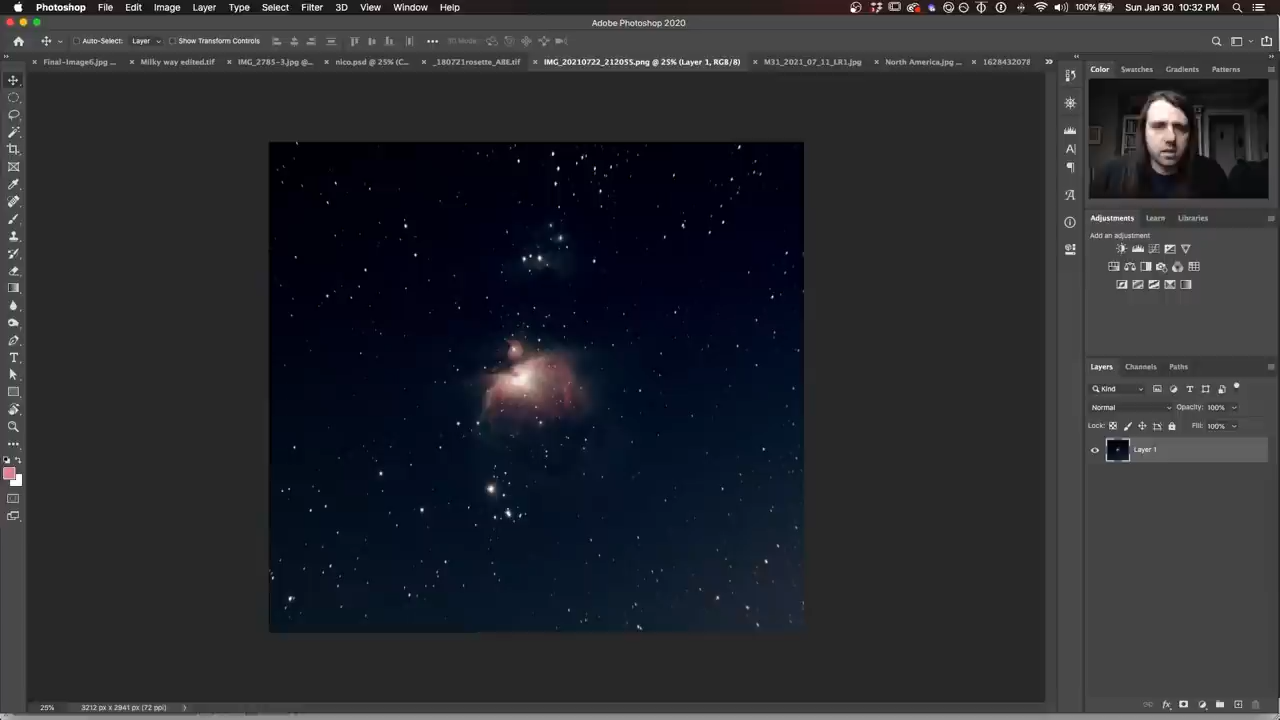 Photoshop File Edit Image Layer Type Select Filter 3D View Window Help 100% Sun Jan 30 10:32 PM
Adobe Photoshop 2020
Auto-Select: Layer Show Transform Controls 3D Mode:
Final-Image6.jpg ... Milky way edited.tif IMG_2785-3.jpg @... nico.psd @ 25% (C... _180721rosette_ABE.tif IMG_20210722_212055.png @ 25% (Layer 1, RGB/8) M31_2021_07_11_LR1.jpg North America.jpg ... 1628432078
Color Swatches Gradients Patterns
Adjustments Learn Libraries
Add an adjustment
Layers Channels Paths
Kind
Normal Opacity: 100%
Lock: Fill: 100%
Layer 1
25% 3212 px x 2941 px (72 ppi)